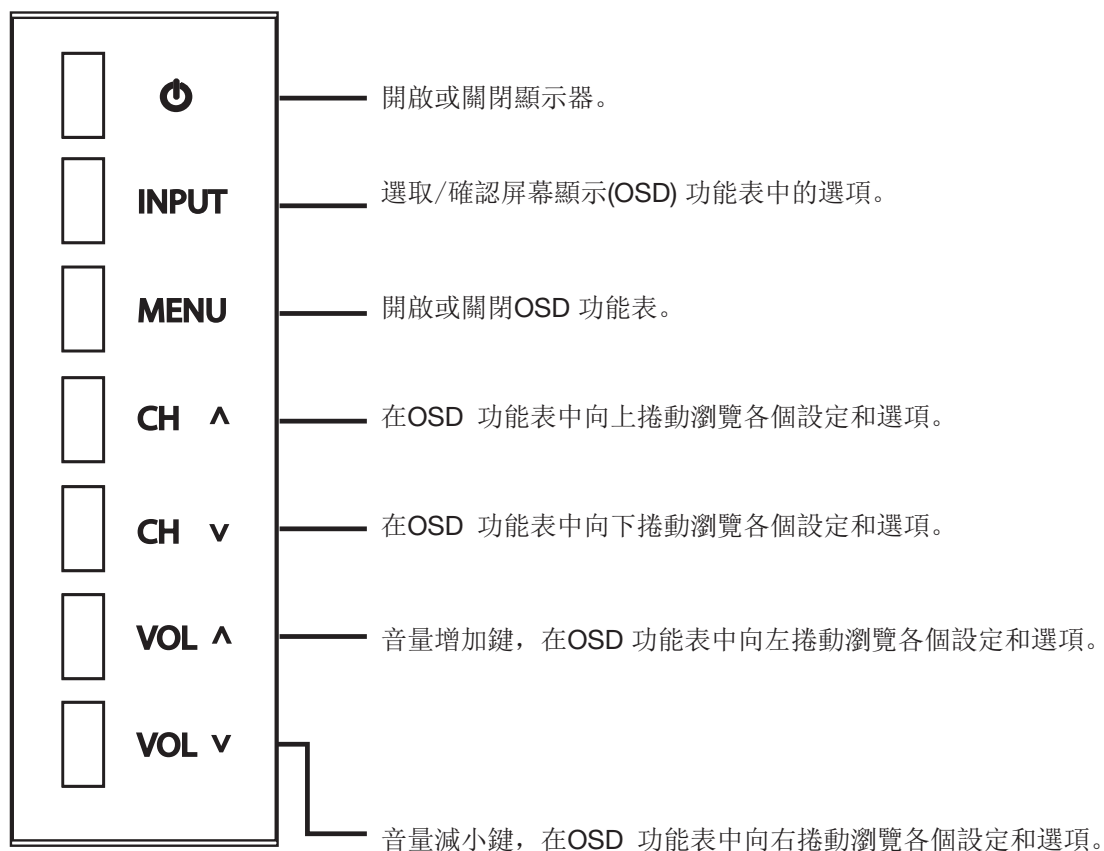 開啟或關閉顯示器。
INPUT 選取/確認屏幕顯示(OSD) 功能表中的選項。
MENU 開啟或關閉OSD 功能表。
CH ∧ 在OSD 功能表中向上捲動瀏覽各個設定和選項。
CH ∨ 在OSD 功能表中向下捲動瀏覽各個設定和選項。
VOL ∧ 音量增加鍵，在OSD 功能表中向左捲動瀏覽各個設定和選項。
VOL ∨
音量減小鍵，在OSD 功能表中向右捲動瀏覽各個設定和選項。